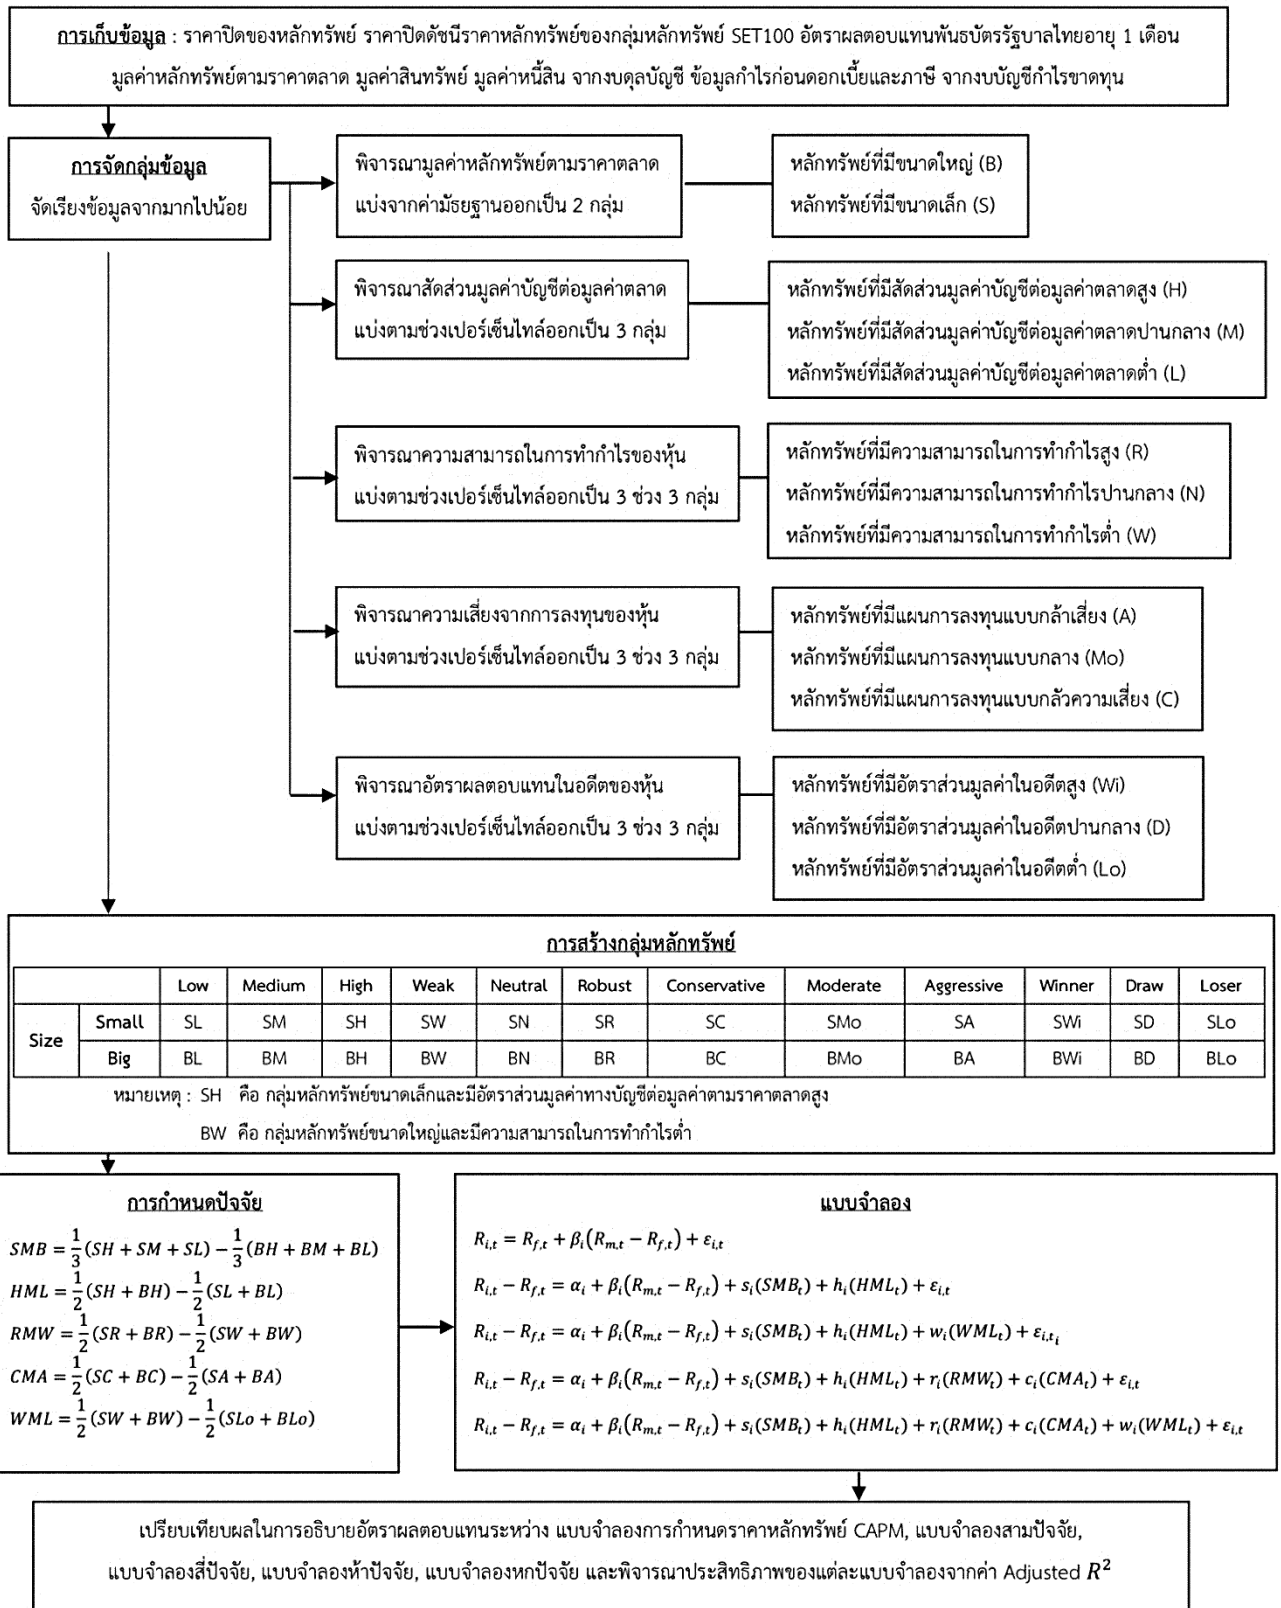 การเก็บข้อมูล : ราคาปิดของหลักทรัพย์ ราคาปิดดัชนีราคาหลักทรัพย์ของกลุ่มหลักทรัพย์ SET100 อัตราผลตอบแทนพันธบัตรรัฐบาลไทยอายุ 1 เดือน
มูลค่าหลักทรัพย์ตามราคาตลาด มูลค่าสินทรัพย์ มูลค่าหนี้สิน จากงบดุลบัญชี ข้อมูลกำไรก่อนดอกเบี้ยและภาษี จากงบบัญชีกำไรขาดทุน
การจัดกลุ่มข้อมูล
จัดเรียงข้อมูลจากมากไปน้อย
พิจารณามูลค่าหลักทรัพย์ตามราคาตลาด
แบ่งจากค่ามัธยฐานออกเป็น 2 กลุ่ม
หลักทรัพย์ที่มีขนาดใหญ่ (B)
หลักทรัพย์ที่มีขนาดเล็ก (S)
พิจารณาสัดส่วนมูลค่าบัญชีต่อมูลค่าตลาด
แบ่งตามช่วงเปอร์เซ็นไทล์ออกเป็น 3 กลุ่ม
หลักทรัพย์ที่มีสัดส่วนมูลค่าบัญชีต่อมูลค่าตลาดสูง (H)
หลักทรัพย์ที่มีสัดส่วนมูลค่าบัญชีต่อมูลค่าตลาดปานกลาง (M)
หลักทรัพย์ที่มีสัดส่วนมูลค่าบัญชีต่อมูลค่าตลาดต่ำ (L)
พิจารณาความสามารถในการทำกำไรของหุ้น
แบ่งตามช่วงเปอร์เซ็นไทล์ออกเป็น 3 ช่วง 3 กลุ่ม
หลักทรัพย์ที่มีความสามารถในการทำกำไรสูง (R)
หลักทรัพย์ที่มีความสามารถในการทำกำไรปานกลาง (N)
หลักทรัพย์ที่มีความสามารถในการทำกำไรต่ำ (W)
พิจารณาความเสี่ยงจากการลงทุนของหุ้น
แบ่งตามช่วงเปอร์เซ็นไทล์ออกเป็น 3 ช่วง 3 กลุ่ม
หลักทรัพย์ที่มีแผนการลงทุนแบบกล้าเสี่ยง (A)
หลักทรัพย์ที่มีแผนการลงทุนแบบกลาง (Mo)
หลักทรัพย์ที่มีแผนการลงทุนแบบกลัวความเสี่ยง (C)
พิจารณาอัตราผลตอบแทนในอดีตของหุ้น
แบ่งตามช่วงเปอร์เซ็นไทล์ออกเป็น 3 ช่วง 3 กลุ่ม
หลักทรัพย์ที่มีอัตราส่วนมูลค่าในอดีตสูง (Wi)
หลักทรัพย์ที่มีอัตราส่วนมูลค่าในอดีตปานกลาง (D)
หลักทรัพย์ที่มีอัตราส่วนมูลค่าในอดีตต่ำ (Lo)
การสร้างกลุ่มหลักทรัพย์
Low Medium High Weak Neutral Robust Conservative Moderate Aggressive Winner Draw Loser
Size Small SL SM SH SW SN SR SC SMo SA SWi SD SLo
Big BL BM BH BW BN BR BC BMo BA BWi BD BLo
หมายเหตุ : SH คือ กลุ่มหลักทรัพย์ขนาดเล็กและมีอัตราส่วนมูลค่าทางบัญชีต่อมูลค่าตามราคาตลาดสูง
BW คือ กลุ่มหลักทรัพย์ขนาดใหญ่และมีความสามารถในการทำกำไรต่ำ
การกำหนดปัจจัย
SMB = 1/3(SH + SM + SL) − 1/3(BH + BM + BL)
HML = 1/2(SH + BH) − 1/2(SL + BL)
RMW = 1/2(SR + BR) − 1/2(SW + BW)
CMA = 1/2(SC + BC) − 1/2(SA + BA)
WML = 1/2(SW + BW) − 1/2(SLo + BLo)
แบบจำลอง
R_{i,t} = R_{f,t} + β_i(R_{m,t} − R_{f,t}) + ε_{i,t}
R_{i,t} − R_{f,t} = α_i + β_i(R_{m,t} − R_{f,t}) + s_i(SMB_t) + h_i(HML_t) + ε_{i,t}
R_{i,t} − R_{f,t} = α_i + β_i(R_{m,t} − R_{f,t}) + s_i(SMB_t) + h_i(HML_t) + w_i(WML_t) + ε_{i,t_i}
R_{i,t} − R_{f,t} = α_i + β_i(R_{m,t} − R_{f,t}) + s_i(SMB_t) + h_i(HML_t) + r_i(RMW_t) + c_i(CMA_t) + ε_{i,t}
R_{i,t} − R_{f,t} = α_i + β_i(R_{m,t} − R_{f,t}) + s_i(SMB_t) + h_i(HML_t) + r_i(RMW_t) + c_i(CMA_t) + w_i(WML_t) + ε_{i,t}
เปรียบเทียบผลในการอธิบายอัตราผลตอบแทนระหว่าง แบบจำลองการกำหนดราคาหลักทรัพย์ CAPM, แบบจำลองสามปัจจัย,
แบบจำลองสี่ปัจจัย, แบบจำลองห้าปัจจัย, แบบจำลองหกปัจจัย และพิจารณาประสิทธิภาพของแต่ละแบบจำลองจากค่า Adjusted R²